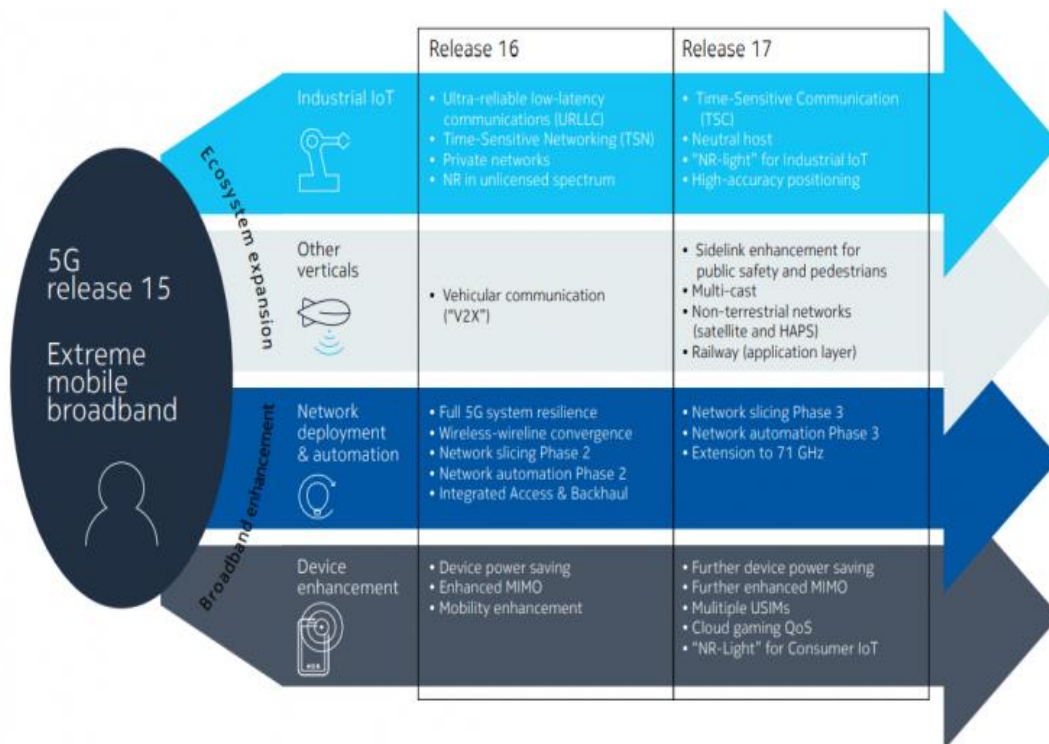 Release 16
Release 17
5G
release 15
Extreme
mobile
broadband
Ecosystem expansion
Broadband enhancement
Industrial IoT
• Ultra-reliable low-latency
communications (URLLC)
• Time-Sensitive Networking (TSN)
• Private networks
• NR in unlicensed spectrum
• Time-Sensitive Communication
(TSC)
• Neutral host
• "NR-light" for Industrial IoT
• High-accuracy positioning
Other
verticals
• Vehicular communication
("V2X")
• Sidelink enhancement for
public safety and pedestrians
• Multi-cast
• Non-terrestrial networks
(satellite and HAPS)
• Railway (application layer)
Network
deployment
& automation
• Full 5G system resilience
• Wireless-wireline convergence
• Network slicing Phase 2
• Network automation Phase 2
• Integrated Access & Backhaul
• Network slicing Phase 3
• Network automation Phase 3
• Extension to 71 GHz
Device
enhancement
• Device power saving
• Enhanced MIMO
• Mobility enhancement
• Further device power saving
• Further enhanced MIMO
• Mulitiple USIMs
• Cloud gaming QoS
• "NR-Light" for Consumer IoT